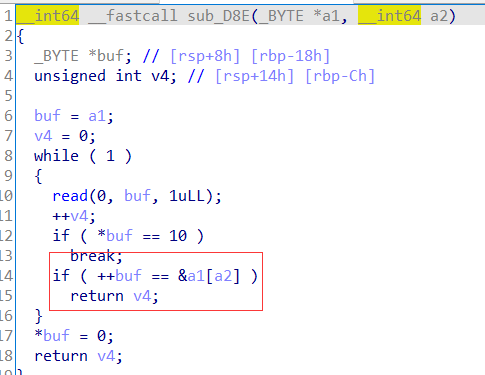 1 __int64 __fastcall sub_D8E(_BYTE *a1, __int64 a2)
2 {
3 _BYTE *buf; // [rsp+8h] [rbp-18h]
4 unsigned int v4; // [rsp+14h] [rbp-Ch]
5
6 buf = a1;
7 v4 = 0;
8 while ( 1 )
9 {
10 read(0, buf, 1uLL);
11 ++v4;
12 if ( *buf == 10 )
13 break;
14 if ( ++buf == &a1[a2] )
15 return v4;
16 }
17 *buf = 0;
18 return v4;